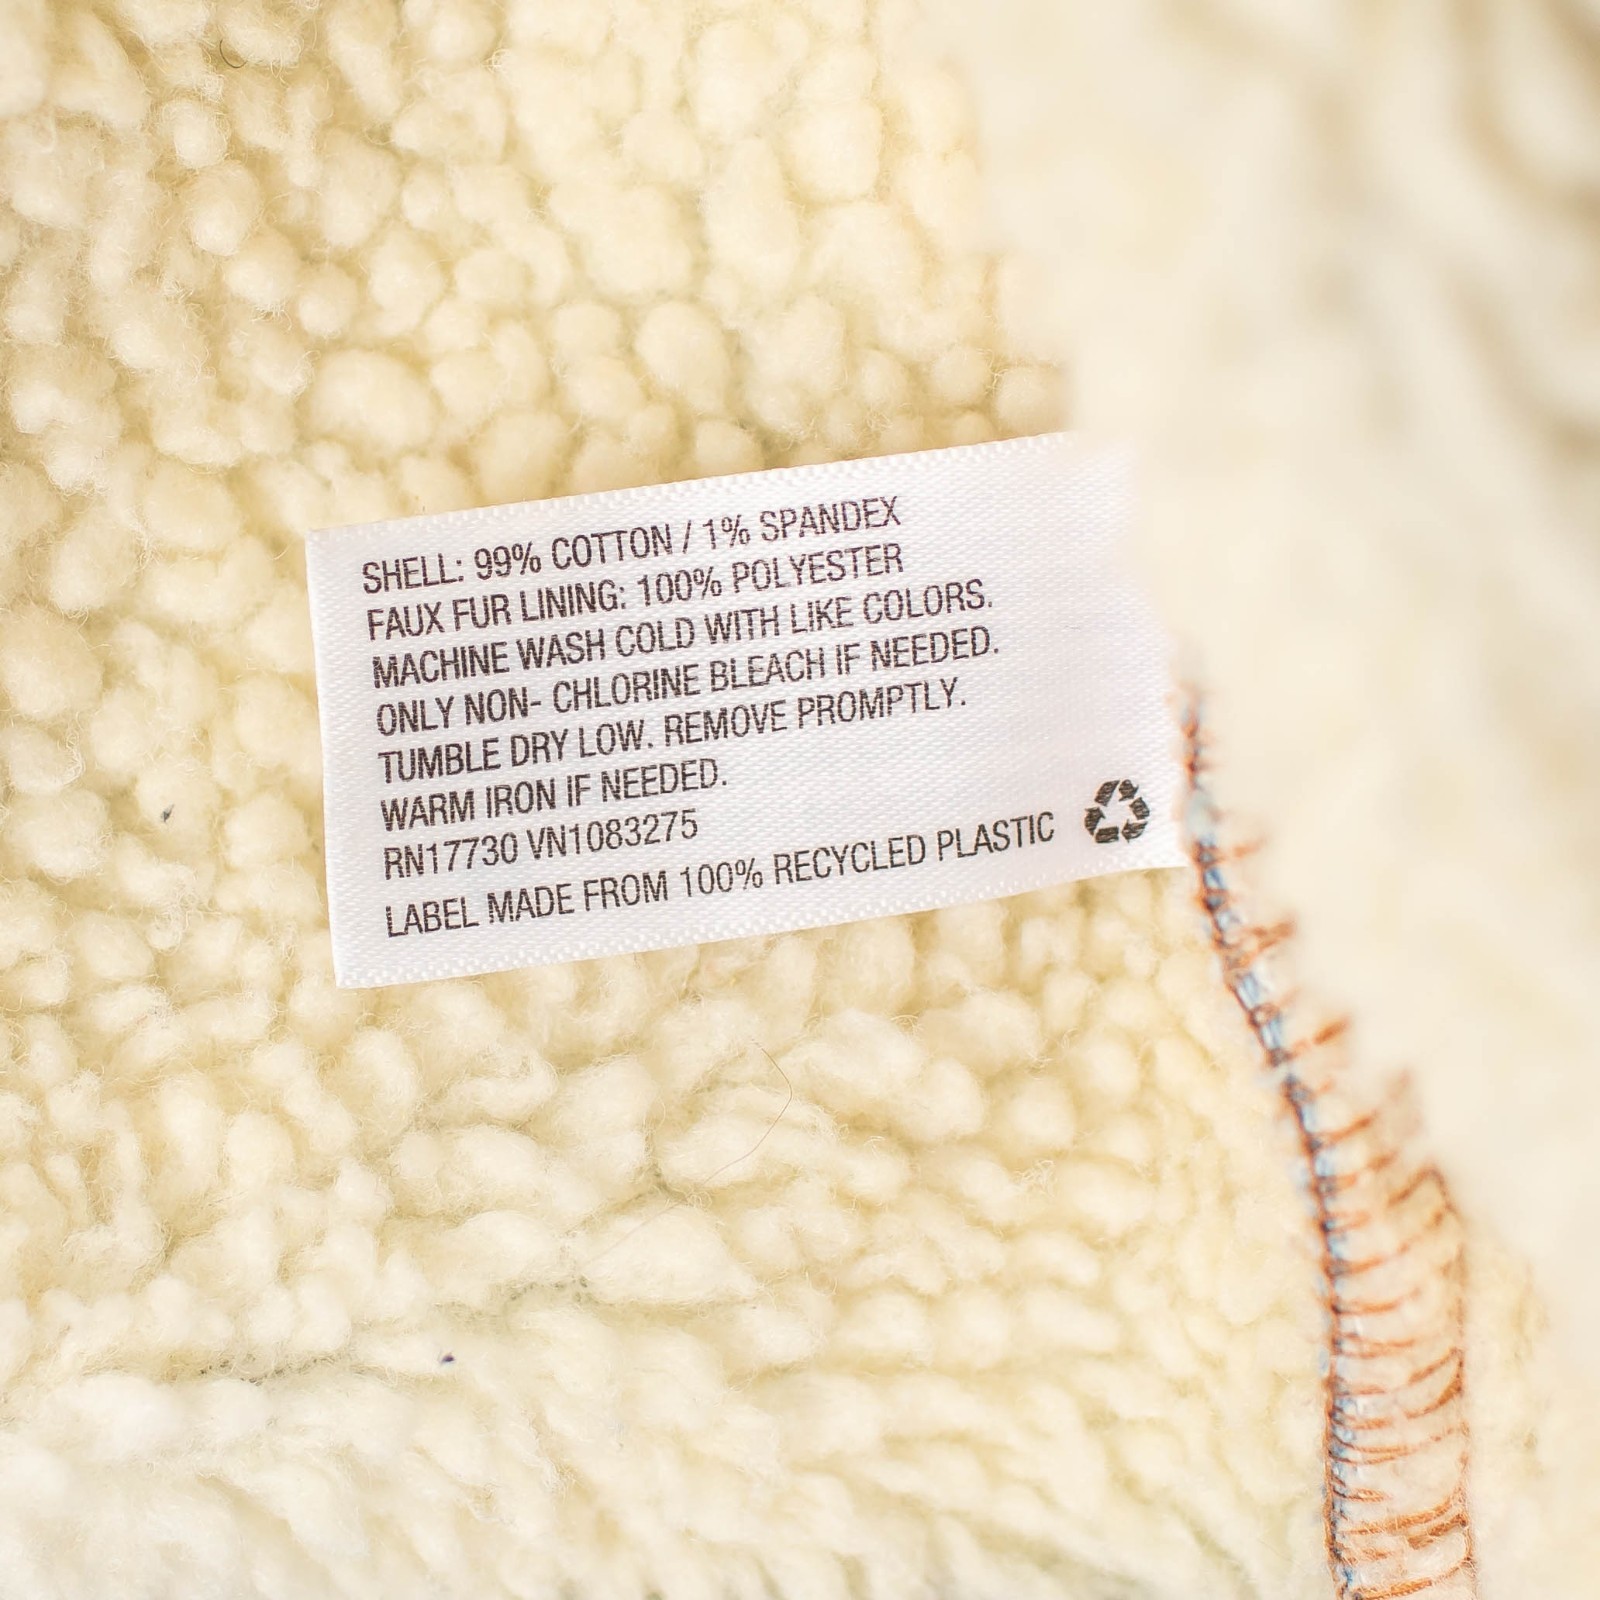 SHELL: 99% COTTON / 1% SPANDEX
FAUX FUR LINING: 100% POLYESTER
MACHINE WASH COLD WITH LIKE COLORS.
ONLY NON- CHLORINE BLEACH IF NEEDED.
TUMBLE DRY LOW. REMOVE PROMPTLY.
WARM IRON IF NEEDED.
RN17730 VN1083275
LABEL MADE FROM 100% RECYCLED PLASTIC